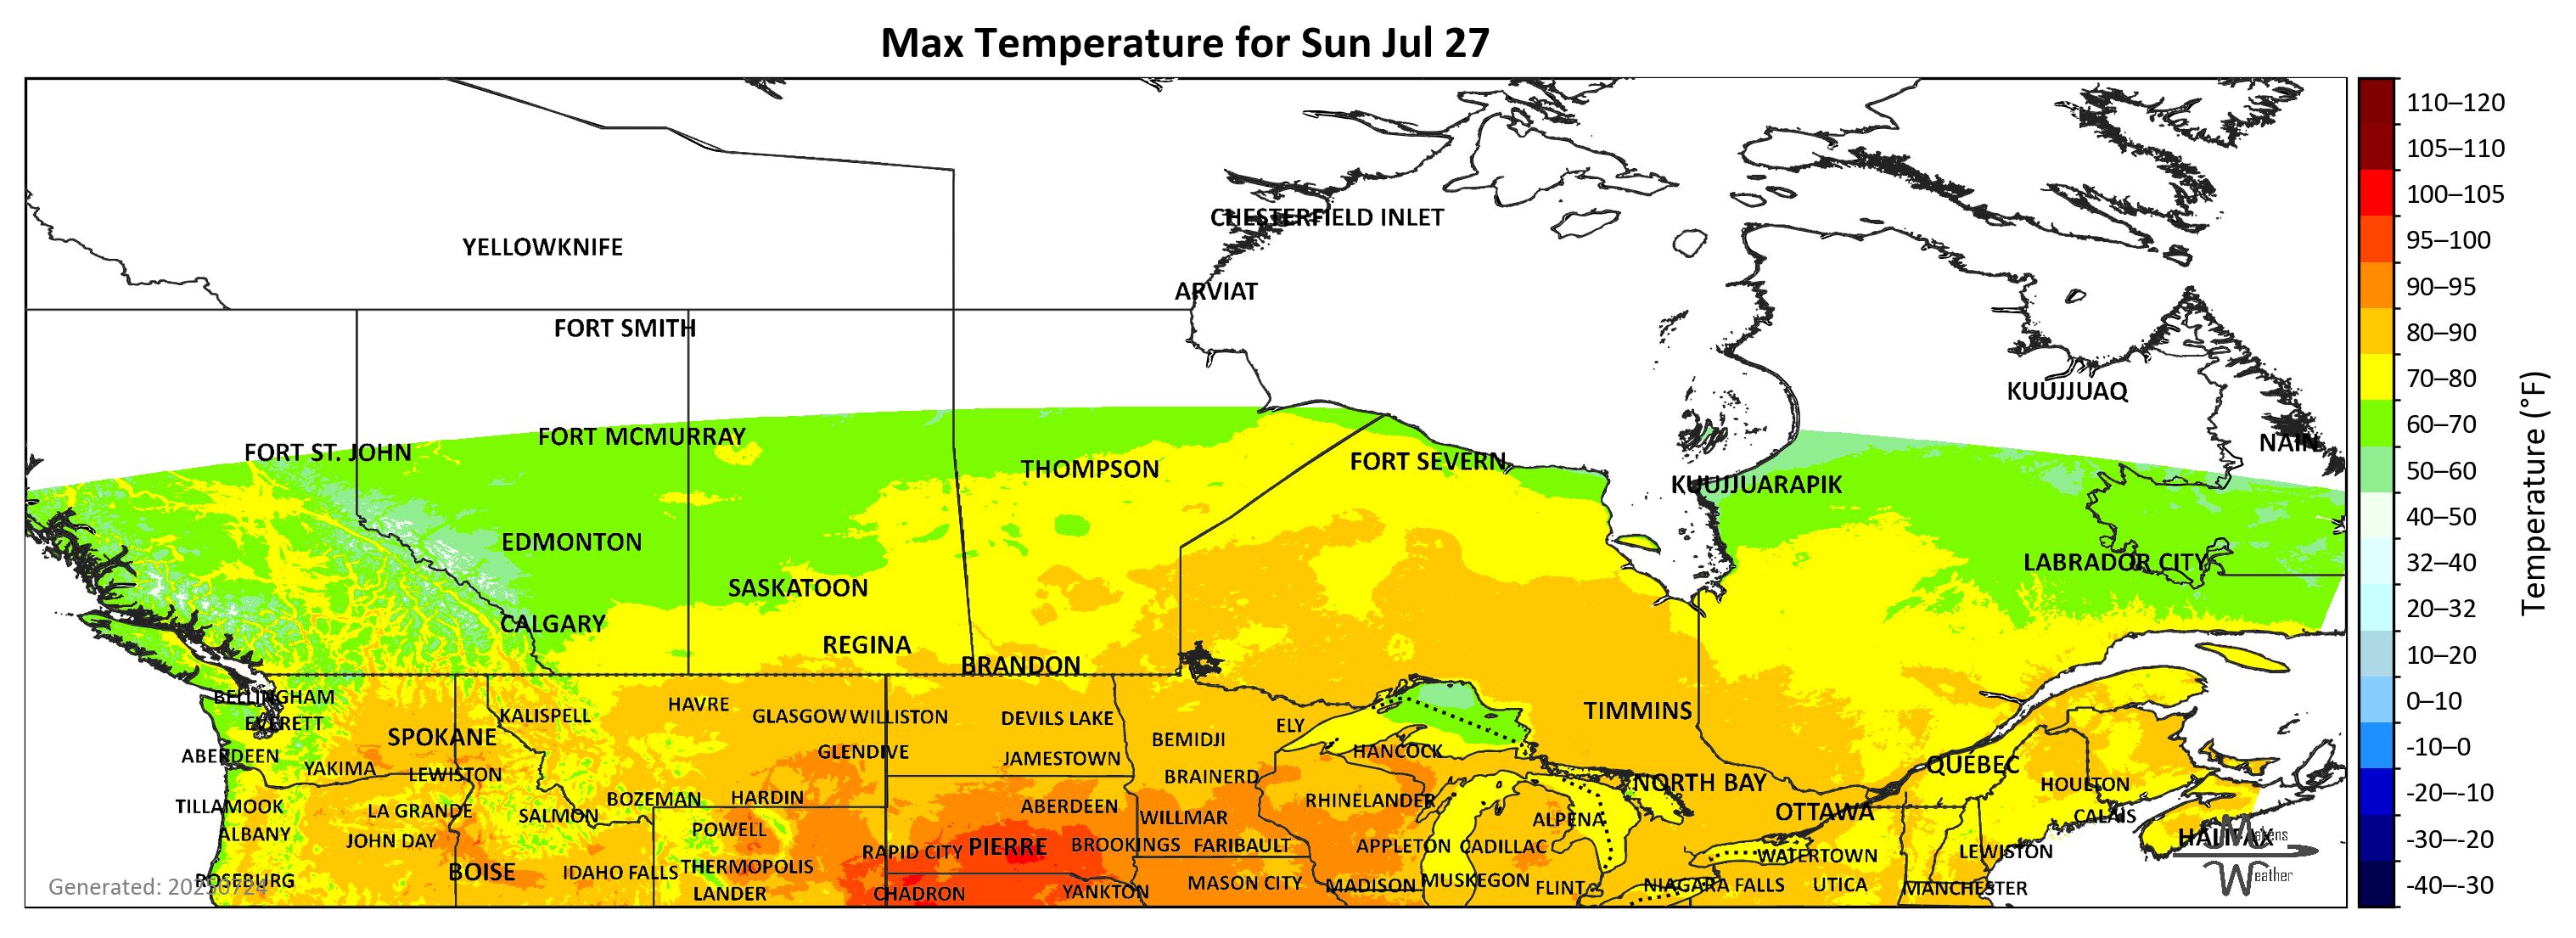 Max Temperature for Sun Jul 27
CHESTERFIELD INLET
YELLOWKNIFE
ARVIAT
FORT SMITH
KUUJJUAQ
FORT MCMURRAY
NAIN
FORT ST. JOHN
THOMPSON
FORT SEVERN
KUUJJUARAPIK
EDMONTON
LABRADOR CITY
SASKATOON
CALGARY
REGINA
BRANDON
BELLINGHAM
HAVRE
KALISPELL
GLASGOW
WILLISTON
DEVILS LAKE
TIMMINS
EVERETT
ELY
SPOKANE
BEMIDJI
GLENDIVE
HANCOCK
ABERDEEN
JAMESTOWN
QUÉBEC
YAKIMA
LEWISTON
BRAINERD
NORTH BAY
HOULTON
BOZEMAN
HARDIN
RHINELANDER
TILLAMOOK
LA GRANDE
ABERDEEN
OTTAWA
SALMON
WILLMAR
ALPENA
CALAIS
POWELL
ALBANY
JOHN DAY
HALIFAX
RAPID CITY
PIERRE
BROOKINGS
FARIBAULT
APPLETON
CADILLAC
LEWISTON
WATERTOWN
BOISE
IDAHO FALLS
THERMOPOLIS
ROSEBURG
MUSKEGON
MASON CITY
MADISON
FLINT
NIAGARA FALLS
UTICA
MANCHESTER
LANDER
CHADRON
YANKTON
Generated: 20250724
Makens
Weather
110–120
105–110
100–105
95–100
90–95
80–90
70–80
60–70
50–60
40–50
32–40
20–32
10–20
0–10
-10–0
-20–-10
-30–-20
-40–-30
Temperature (°F)